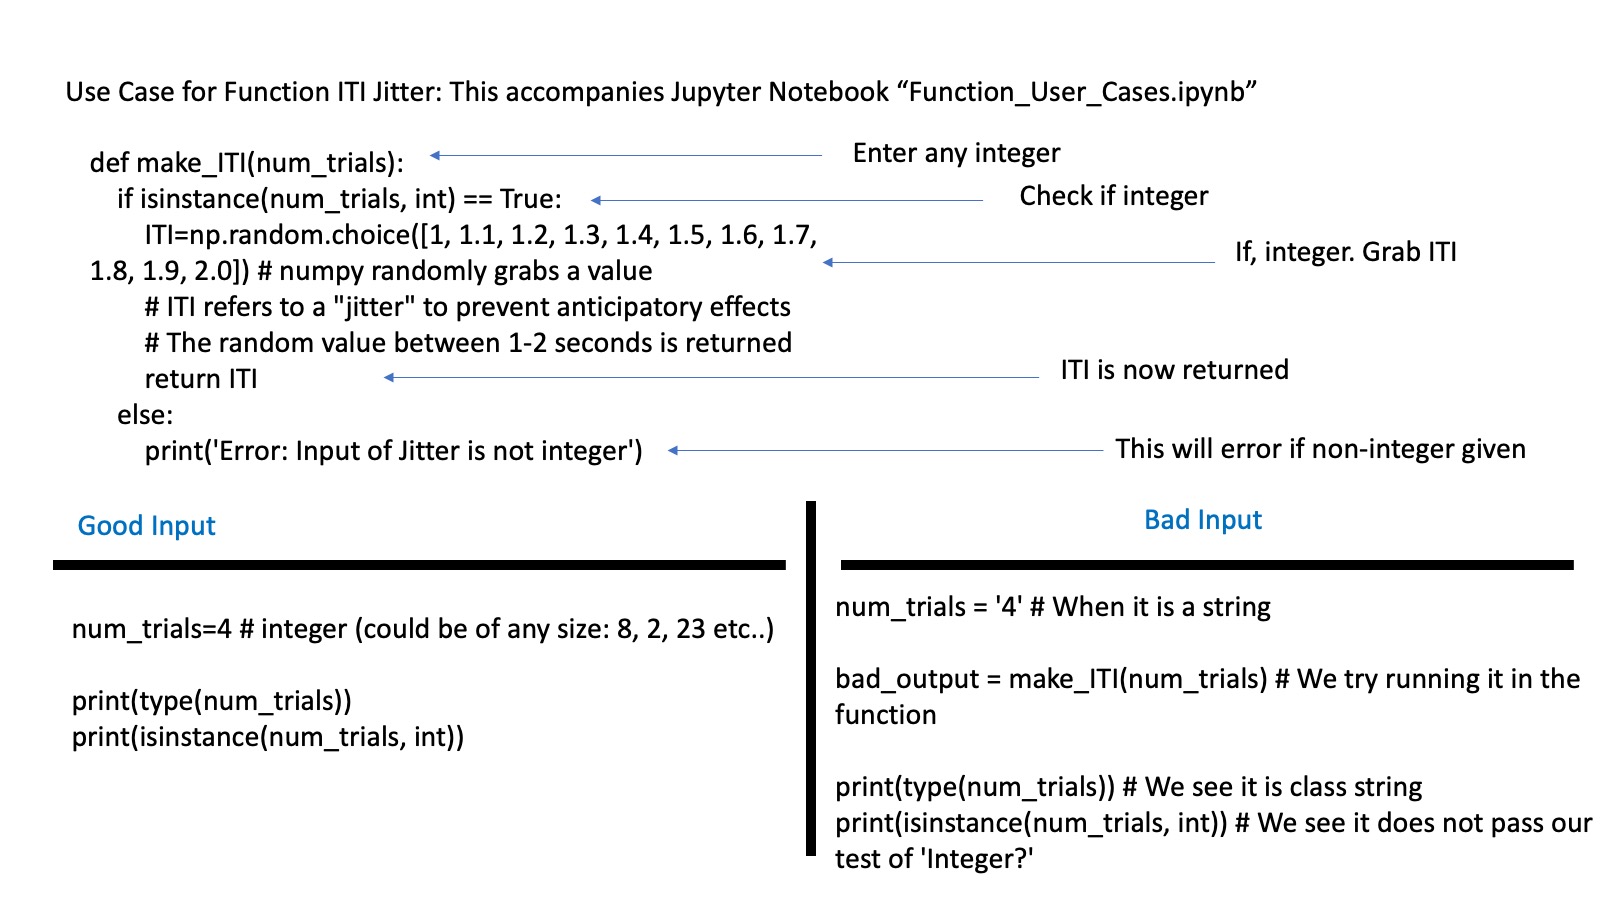 Use Case for Function ITI Jitter: This accompanies Jupyter Notebook “Function_User_Cases.ipynb”
def make_ITI(num_trials):
Enter any integer
if isinstance(num_trials, int) == True:
Check if integer
ITI=np.random.choice([1, 1.1, 1.2, 1.3, 1.4, 1.5, 1.6, 1.7,
1.8, 1.9, 2.0]) # numpy randomly grabs a value
If, integer. Grab ITI
# ITI refers to a "jitter" to prevent anticipatory effects
# The random value between 1-2 seconds is returned
return ITI
ITI is now returned
else:
print('Error: Input of Jitter is not integer')
This will error if non-integer given
Good Input
num_trials=4 # integer (could be of any size: 8, 2, 23 etc..)
print(type(num_trials))
print(isinstance(num_trials, int))
Bad Input
num_trials = '4' # When it is a string
bad_output = make_ITI(num_trials) # We try running it in the
function
print(type(num_trials)) # We see it is class string
print(isinstance(num_trials, int)) # We see it does not pass our
test of 'Integer?'